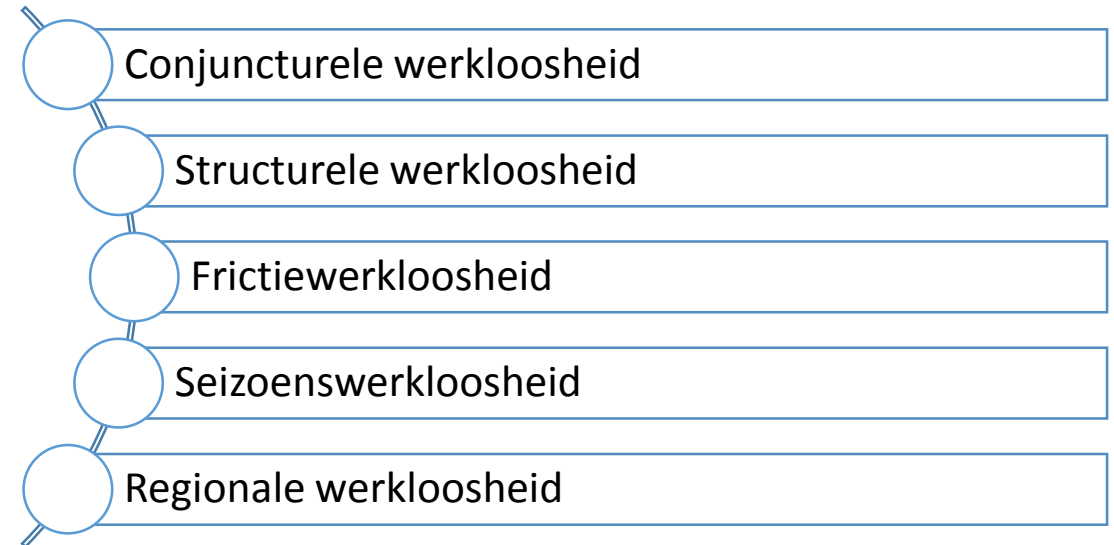 Conjuncturele werkloosheid
Structurele werkloosheid
Frictiewerkloosheid
Seizoenswerkloosheid
Regionale werkloosheid